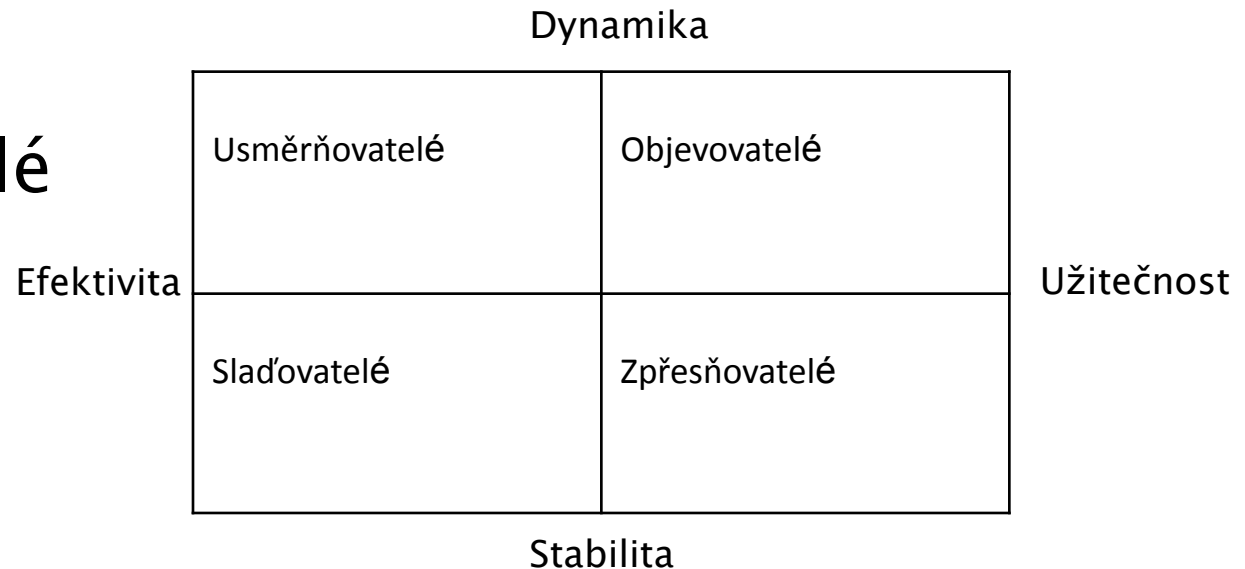 Dynamika
lé
Usměrňovatelé
Objevovatelé
Efektivita
Užitečnost
Slaďovatelé
Zpřesňovatelé
Stabilita